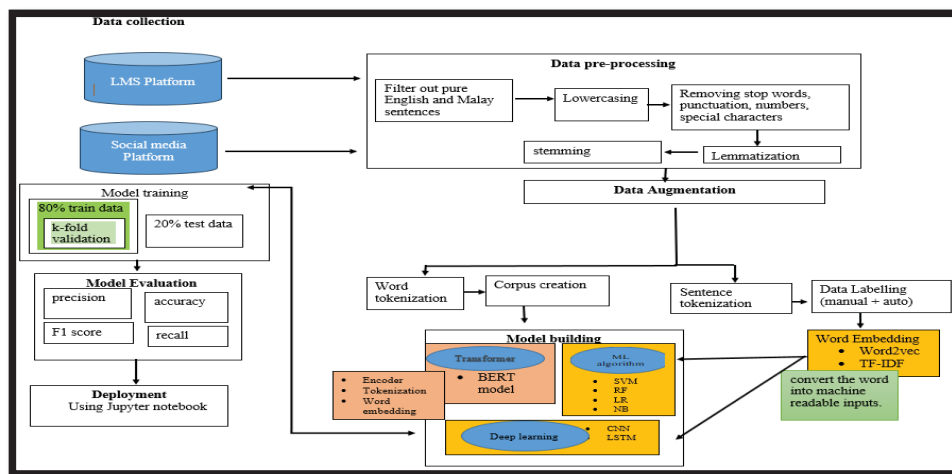 Data collection
LMS Platform
Social media
Platform
Data pre-processing
Filter out pure
English and Malay
sentences
Lowercasing
Removing stop words,
punctuation, numbers,
special characters
Lemmatization
stemming
Data Augmentation
Word
tokenization
Corpus creation
Sentence
tokenization
Data Labelling
(manual + auto)
Word Embedding
• Word2vec
• TF-IDF
convert the word
into machine
readable inputs.
Model building
Transformer
• BERT
model
• Encoder
• Tokenization
• Word
embedding
ML
algorithm
• SVM
• RF
• LR
• NB
Deep learning
• CNN
• LSTM
Model training
80% train data
k-fold
validation
20% test data
Model Evaluation
precision
accuracy
F1 score
recall
Deployment
Using Jupyter notebook